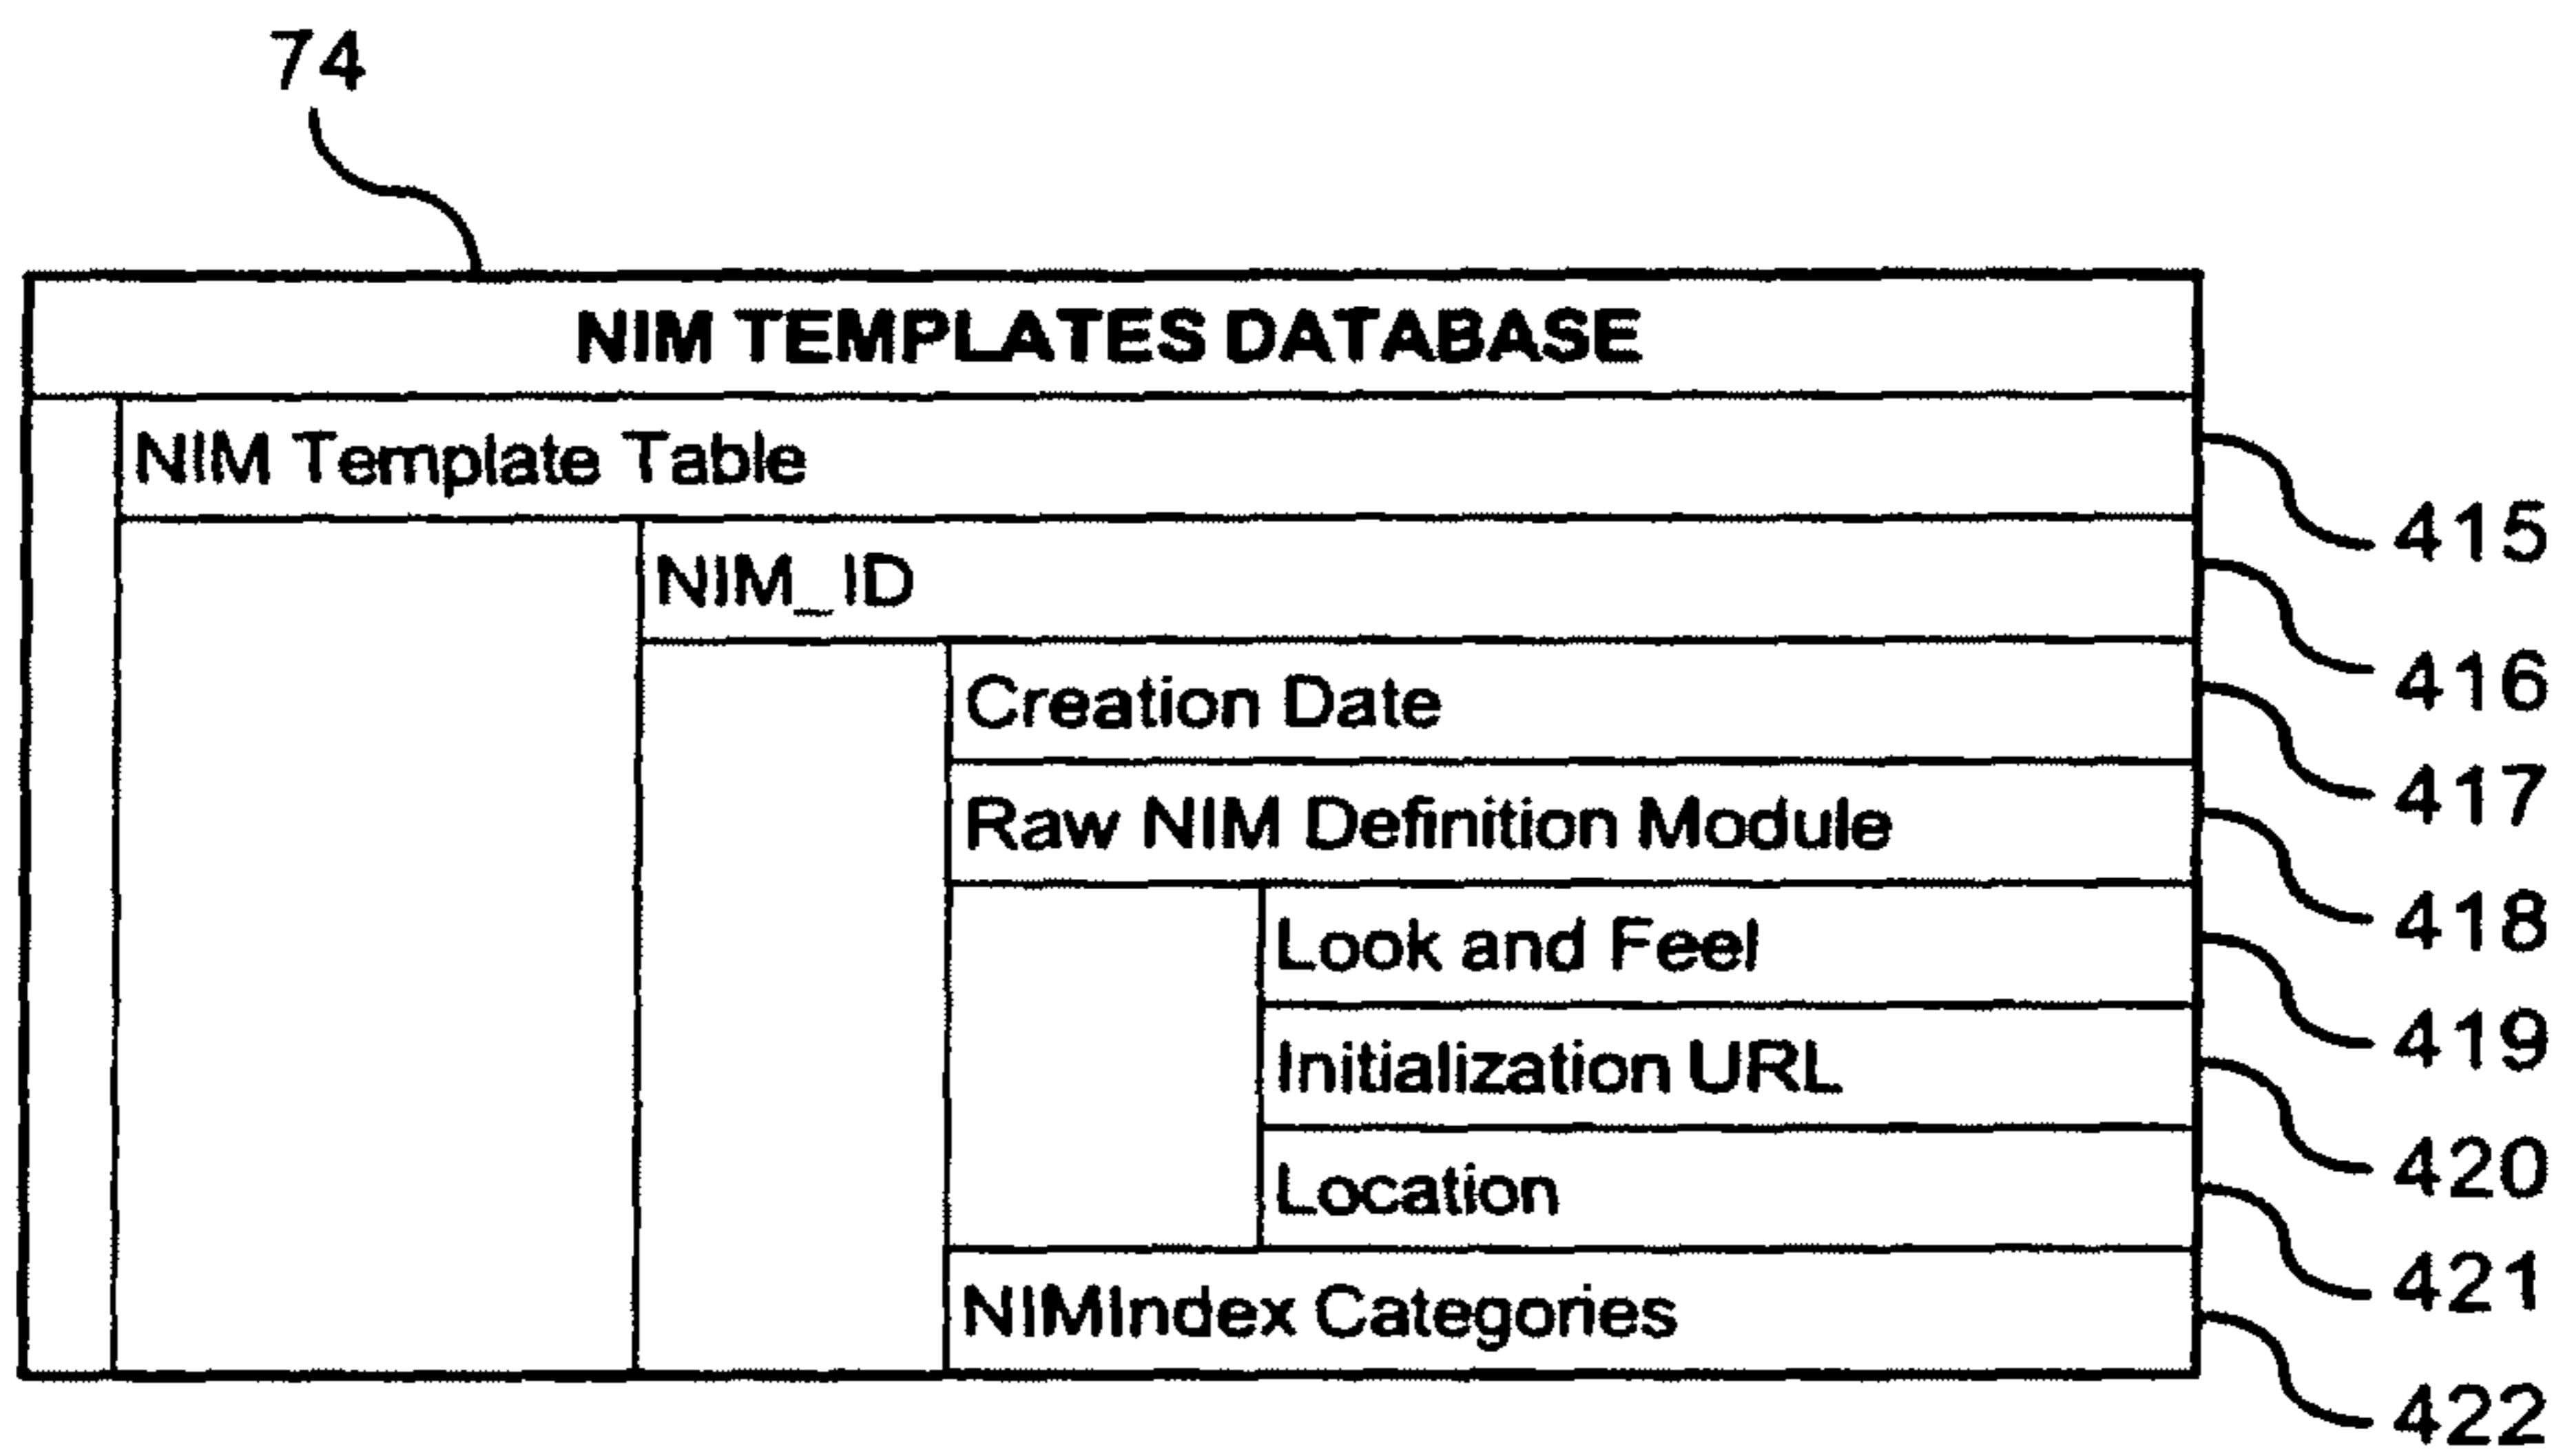 74
NIM TEMPLATES DATABASE
NIM Template Table
415
NIM_ID
416
Creation Date
417
Raw NIM Definition Module
418
Look and Feel
419
Initialization URL
420
Location
421
NIMIndex Categories
422